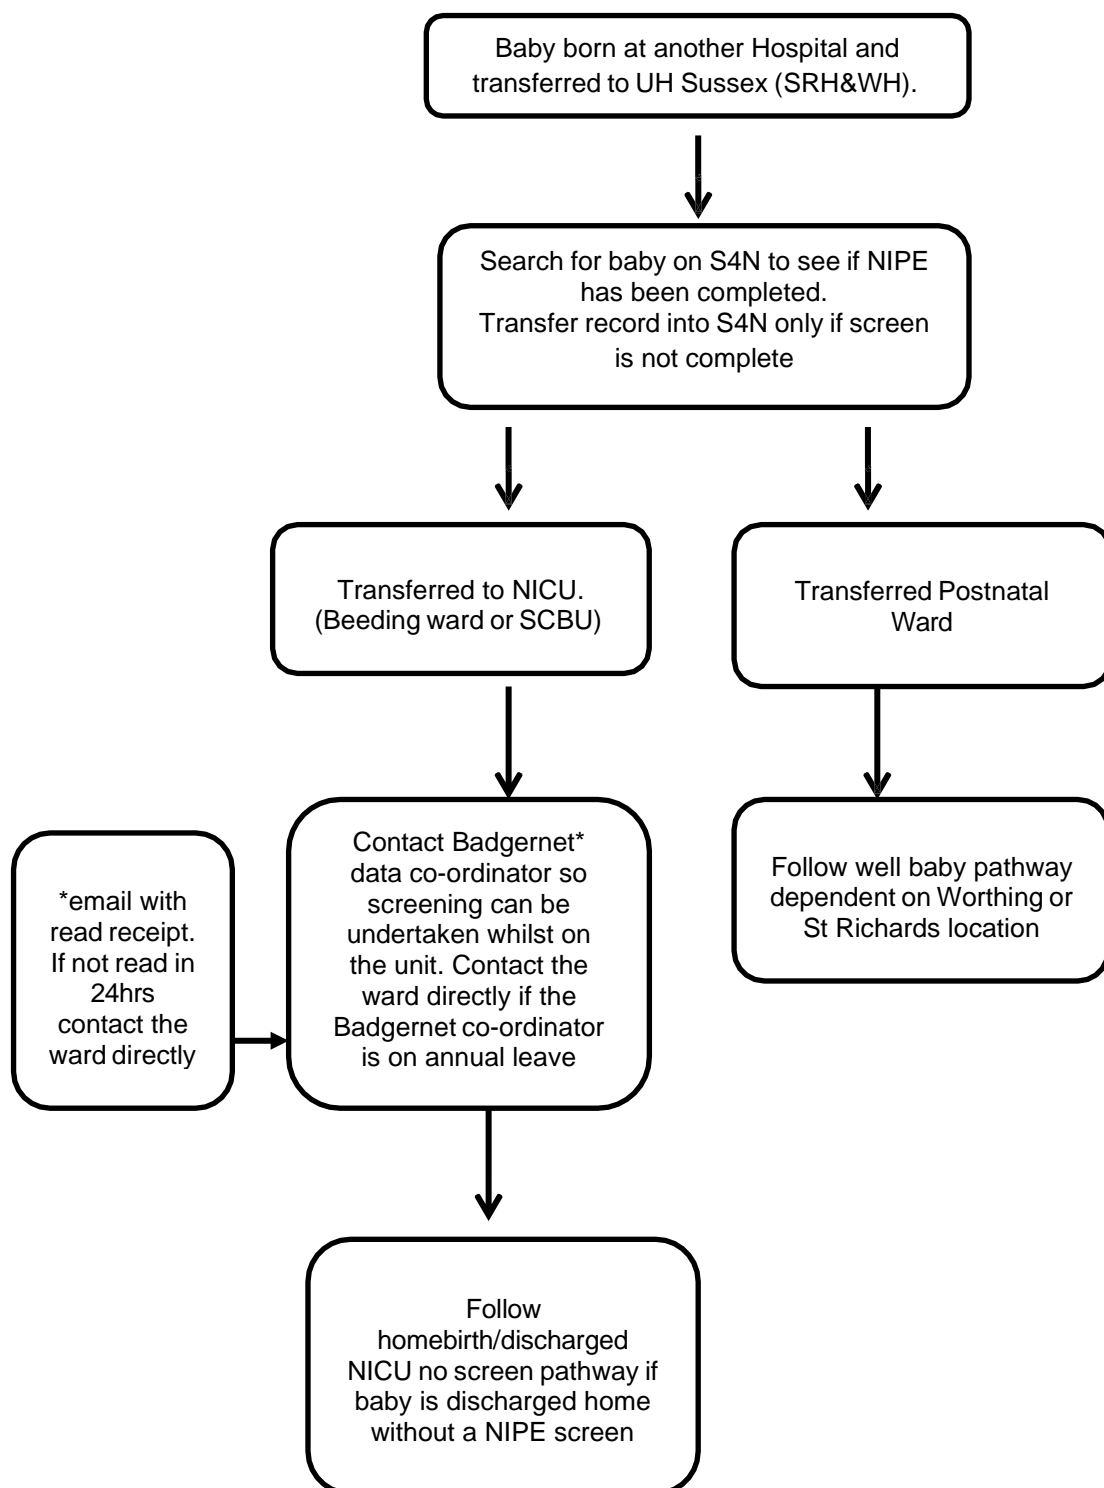 Baby born at another Hospital and
transferred to UH Sussex (SRH&WH).
Search for baby on S4N to see if NIPE
has been completed.
Transfer record into S4N only if screen
is not complete
Transferred to NICU.
(Beeding ward or SCBU)
Transferred Postnatal
Ward
*email with
read receipt.
If not read in
24hrs
contact the
ward directly
Contact Badgernet*
data co-ordinator so
screening can be
undertaken whilst on
the unit. Contact the
ward directly if the
Badgernet co-ordinator
is on annual leave
Follow well baby pathway
dependent on Worthing or
St Richards location
Follow
homebirth/discharged
NICU no screen pathway if
baby is discharged home
without a NIPE screen